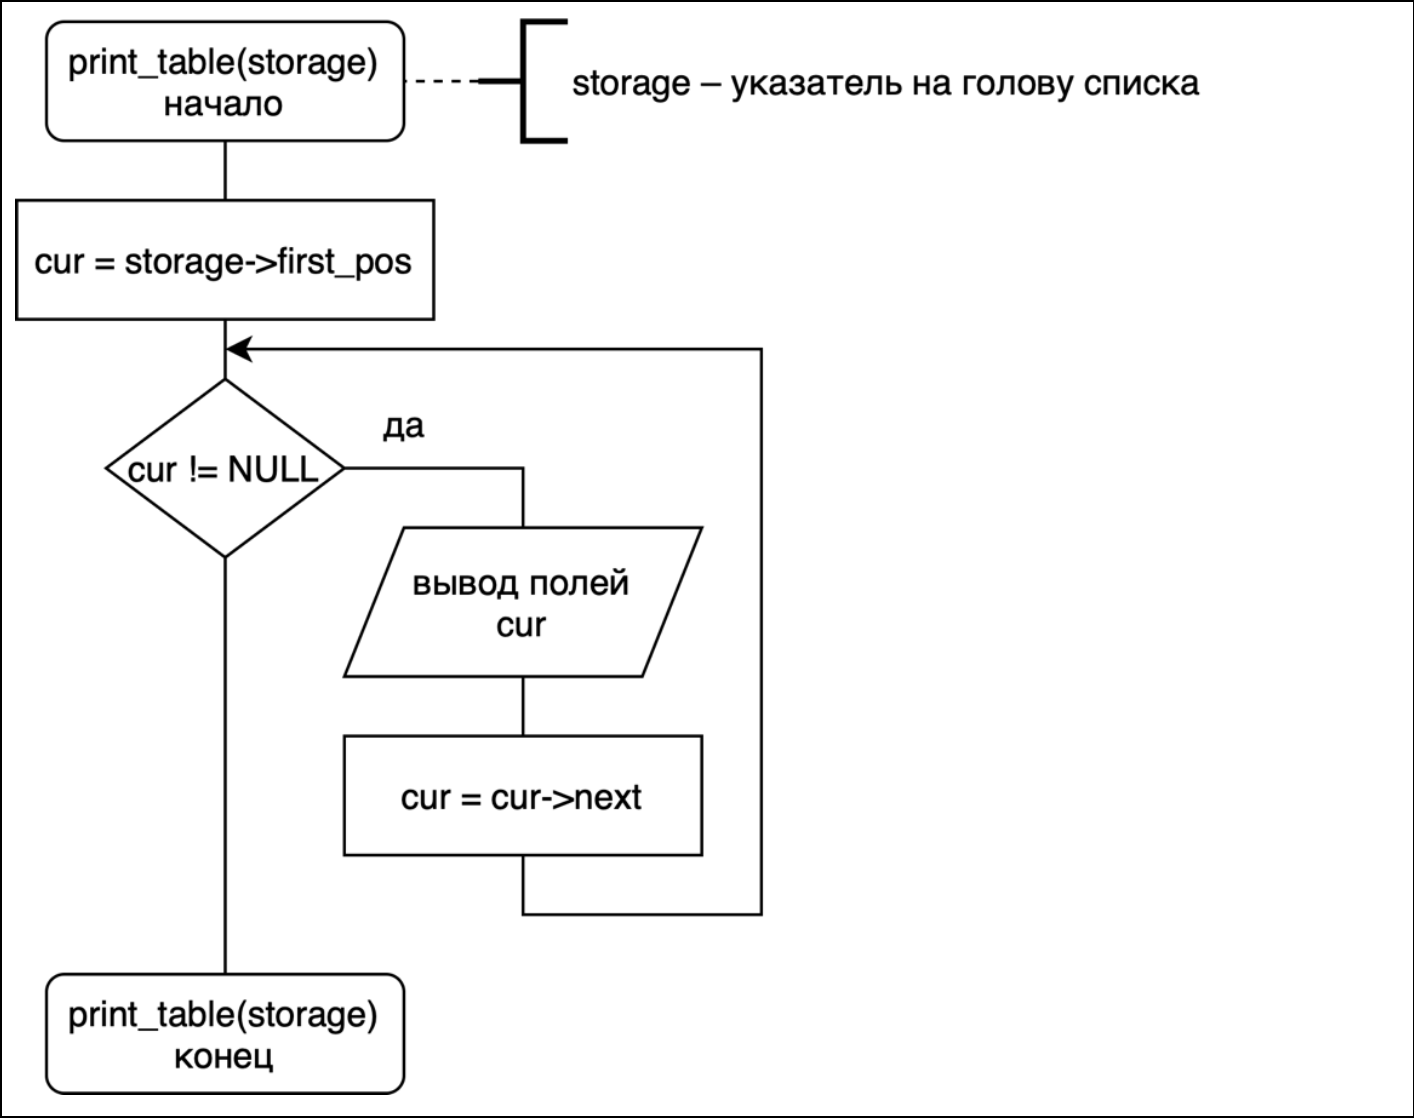 print_table(storage)
начало
storage – указатель на голову списка
cur = storage->first_pos
да
cur != NULL
вывод полей
cur
cur = cur->next
print_table(storage)
конец